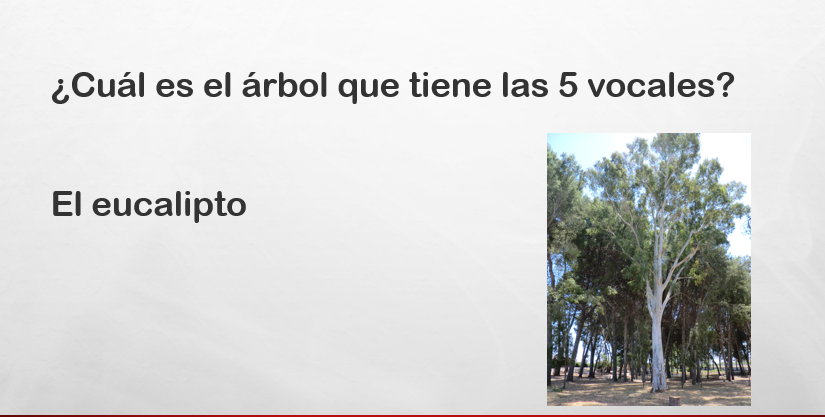 ¿Cuál es el árbol que tiene las 5 vocales?
El eucalipto